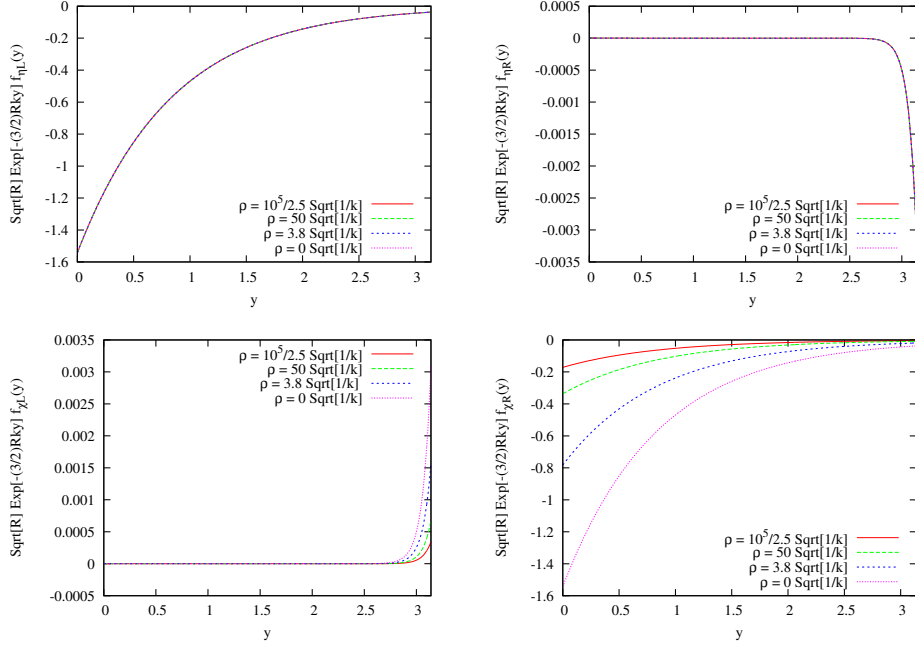 0
-0.2
-0.4
-0.6
-0.8
-1
-1.2
-1.4
-1.6
0 0.5 1 1.5 2 2.5 3
y
Sqrt[R] Exp[-(3/2)Rky] f_ηL(y)
ρ = 10^5/2.5 Sqrt[1/k]
ρ = 50 Sqrt[1/k]
ρ = 3.8 Sqrt[1/k]
ρ = 0 Sqrt[1/k]
0.0005
0
-0.0005
-0.001
-0.0015
-0.002
-0.0025
-0.003
-0.0035
0 0.5 1 1.5 2 2.5 3
y
Sqrt[R] Exp[-(3/2)Rky] f_ηR(y)
ρ = 10^5/2.5 Sqrt[1/k]
ρ = 50 Sqrt[1/k]
ρ = 3.8 Sqrt[1/k]
ρ = 0 Sqrt[1/k]
0.0035
0.003
0.0025
0.002
0.0015
0.001
0.0005
0
-0.0005
0 0.5 1 1.5 2 2.5 3
y
Sqrt[R] Exp[-(3/2)Rky] f_χL(y)
ρ = 10^5/2.5 Sqrt[1/k]
ρ = 50 Sqrt[1/k]
ρ = 3.8 Sqrt[1/k]
ρ = 0 Sqrt[1/k]
0
-0.2
-0.4
-0.6
-0.8
-1
-1.2
-1.4
-1.6
0 0.5 1 1.5 2 2.5 3
y
Sqrt[R] Exp[-(3/2)Rky] f_χR(y)
ρ = 10^5/2.5 Sqrt[1/k]
ρ = 50 Sqrt[1/k]
ρ = 3.8 Sqrt[1/k]
ρ = 0 Sqrt[1/k]